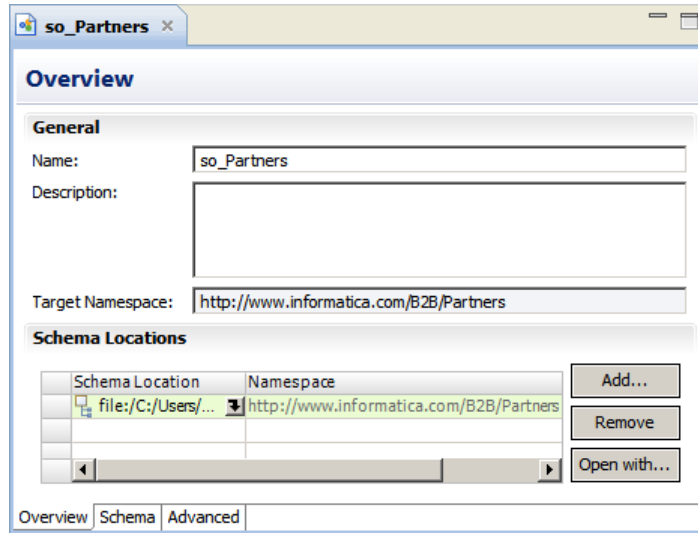 so_Partners
Overview
General
Name: so_Partners
Description:
Target Namespace: http://www.informatica.com/B2B/Partners
Schema Locations
Schema Location Namespace
file:/C:/Users/... http://www.informatica.com/B2B/Partners
Add...
Remove
Open with...
Overview Schema Advanced